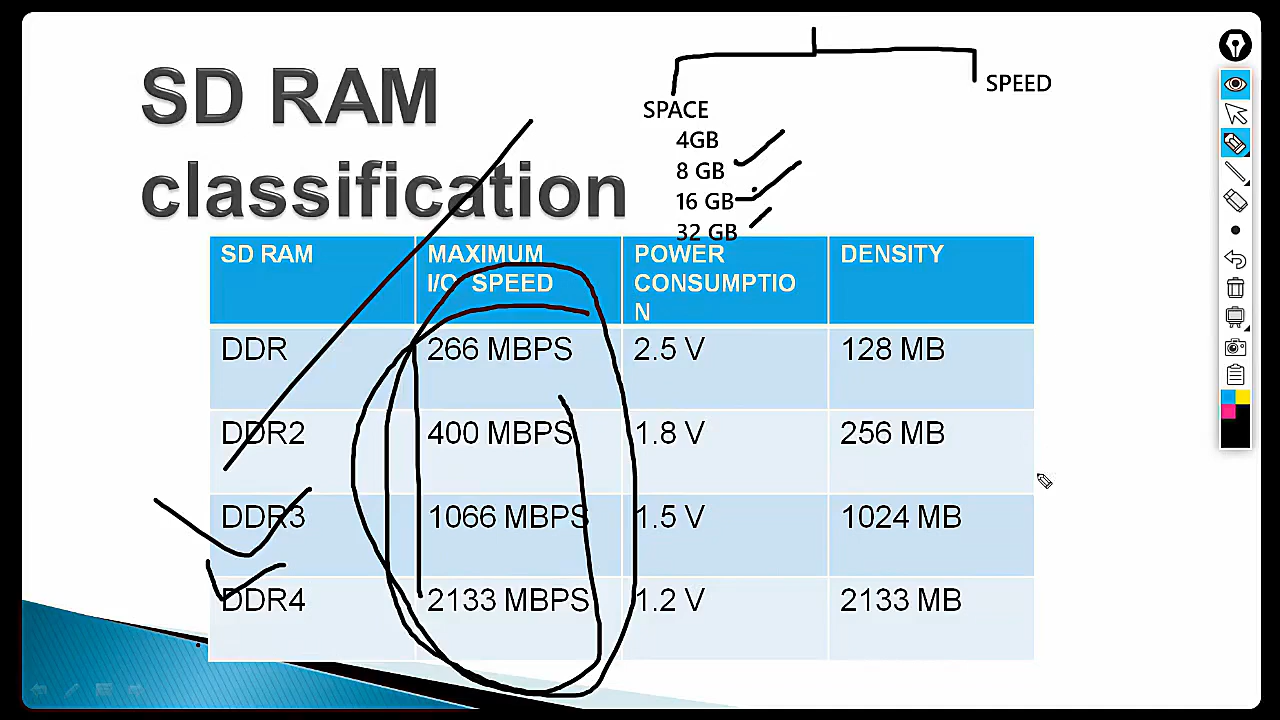 SD RAM
classification
SPEED
SPACE
4GB
8 GB
16 GB
32 GB
SD RAM MAXIMUM I/O SPEED POWER CONSUMPTIO N DENSITY
DDR 266 MBPS 2.5 V 128 MB
DDR2 400 MBPS 1.8 V 256 MB
DDR3 1066 MBPS 1.5 V 1024 MB
DDR4 2133 MBPS 1.2 V 2133 MB